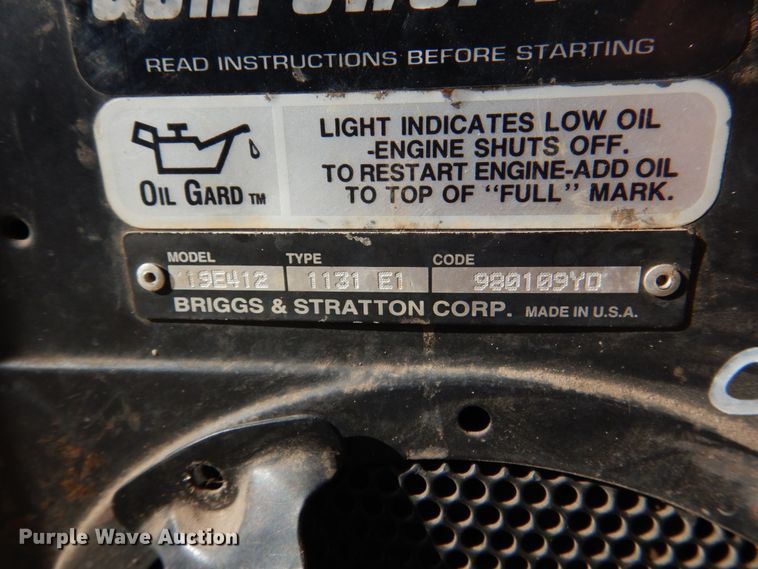 READ INSTRUCTIONS BEFORE STARTING
OIL GARD TM
LIGHT INDICATES LOW OIL
-ENGINE SHUTS OFF.
TO RESTART ENGINE-ADD OIL
TO TOP OF "FULL" MARK.
MODEL TYPE CODE
19E412 1131 E1 980109YD
BRIGGS & STRATTON CORP. MADE IN U.S.A.
Purple Wave Auction